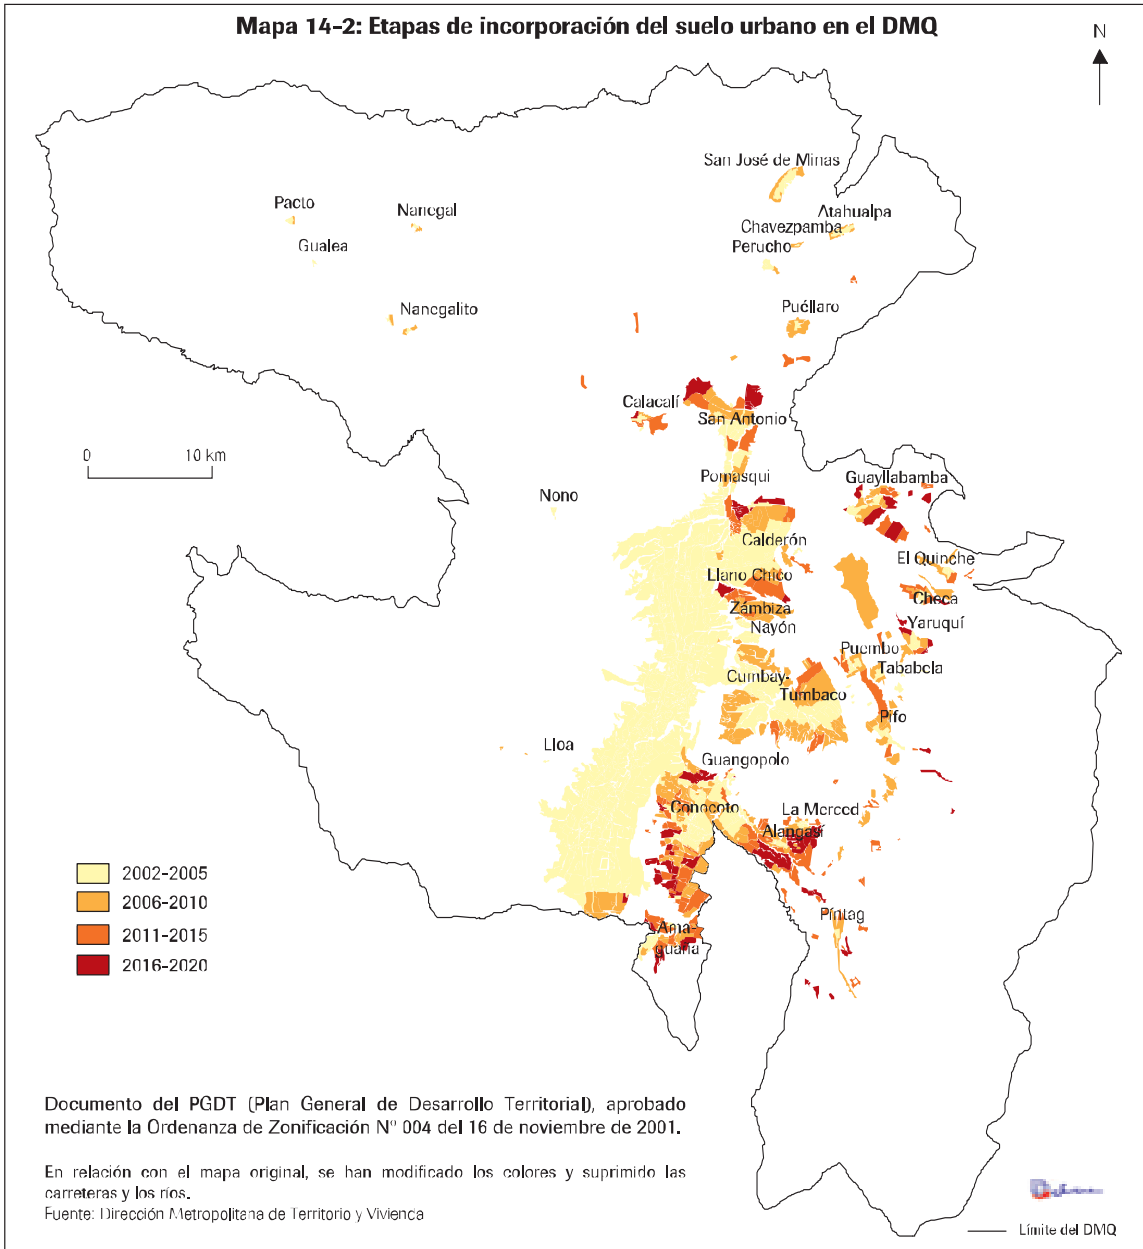 Mapa 14-2: Etapas de incorporación del suelo urbano en el DMQ
N
San José de Minas
Pacto
Nanegal
Atahualpa
Chavezpamba
Gualea
Perucho
Nanegalito
Puéllaro
Calacalí
San Antonio
0 10 km
Pomasqui
Guayllabamba
Nono
Calderón
El Quinche
Llano Chico
Checa
Zámbiza
Yaruquí
Nayón
Puembo
Tababela
Cumbay-
Tumbaco
Pifo
Lloa
Guangopolo
Conocoto
La Merced
Alangasí
2002-2005
2006-2010
Píntag
2011-2015
Ama-
guaña
2016-2020
Documento del PGDT (Plan General de Desarrollo Territorial), aprobado
mediante la Ordenanza de Zonificación N° 004 del 16 de noviembre de 2001.
En relación con el mapa original, se han modificado los colores y suprimido las
carreteras y los ríos.
Fuente: Dirección Metropolitana de Territorio y Vivienda
Límite del DMQ